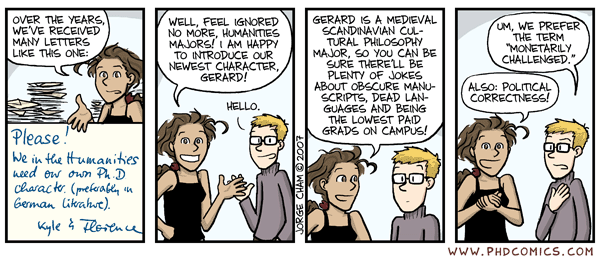 OVER THE YEARS,
WE'VE RECEIVED
MANY LETTERS
LIKE THIS ONE:
Please!
We in the Humanities
need our own Ph.D
character. (preferably in
German literature).
Kyle & Florence
WELL, FEEL IGNORED
NO MORE, HUMANITIES
MAJORS! I AM HAPPY
TO INTRODUCE OUR
NEWEST CHARACTER,
GERARD!
HELLO.
JORGE CHAM © 2007
GERARD IS A MEDIEVAL
SCANDINAVIAN CUL-
TURAL PHILOSOPHY
MAJOR, SO YOU CAN BE
SURE THERE'LL BE
PLENTY OF JOKES
ABOUT OBSCURE MANU-
SCRIPTS, DEAD LAN-
GUAGES AND BEING
THE LOWEST PAID
GRADS ON CAMPUS!
UM, WE PREFER
THE TERM
"MONETARILY
CHALLENGED."
ALSO: POLITICAL
CORRECTNESS!
WWW.PHDCOMICS.COM